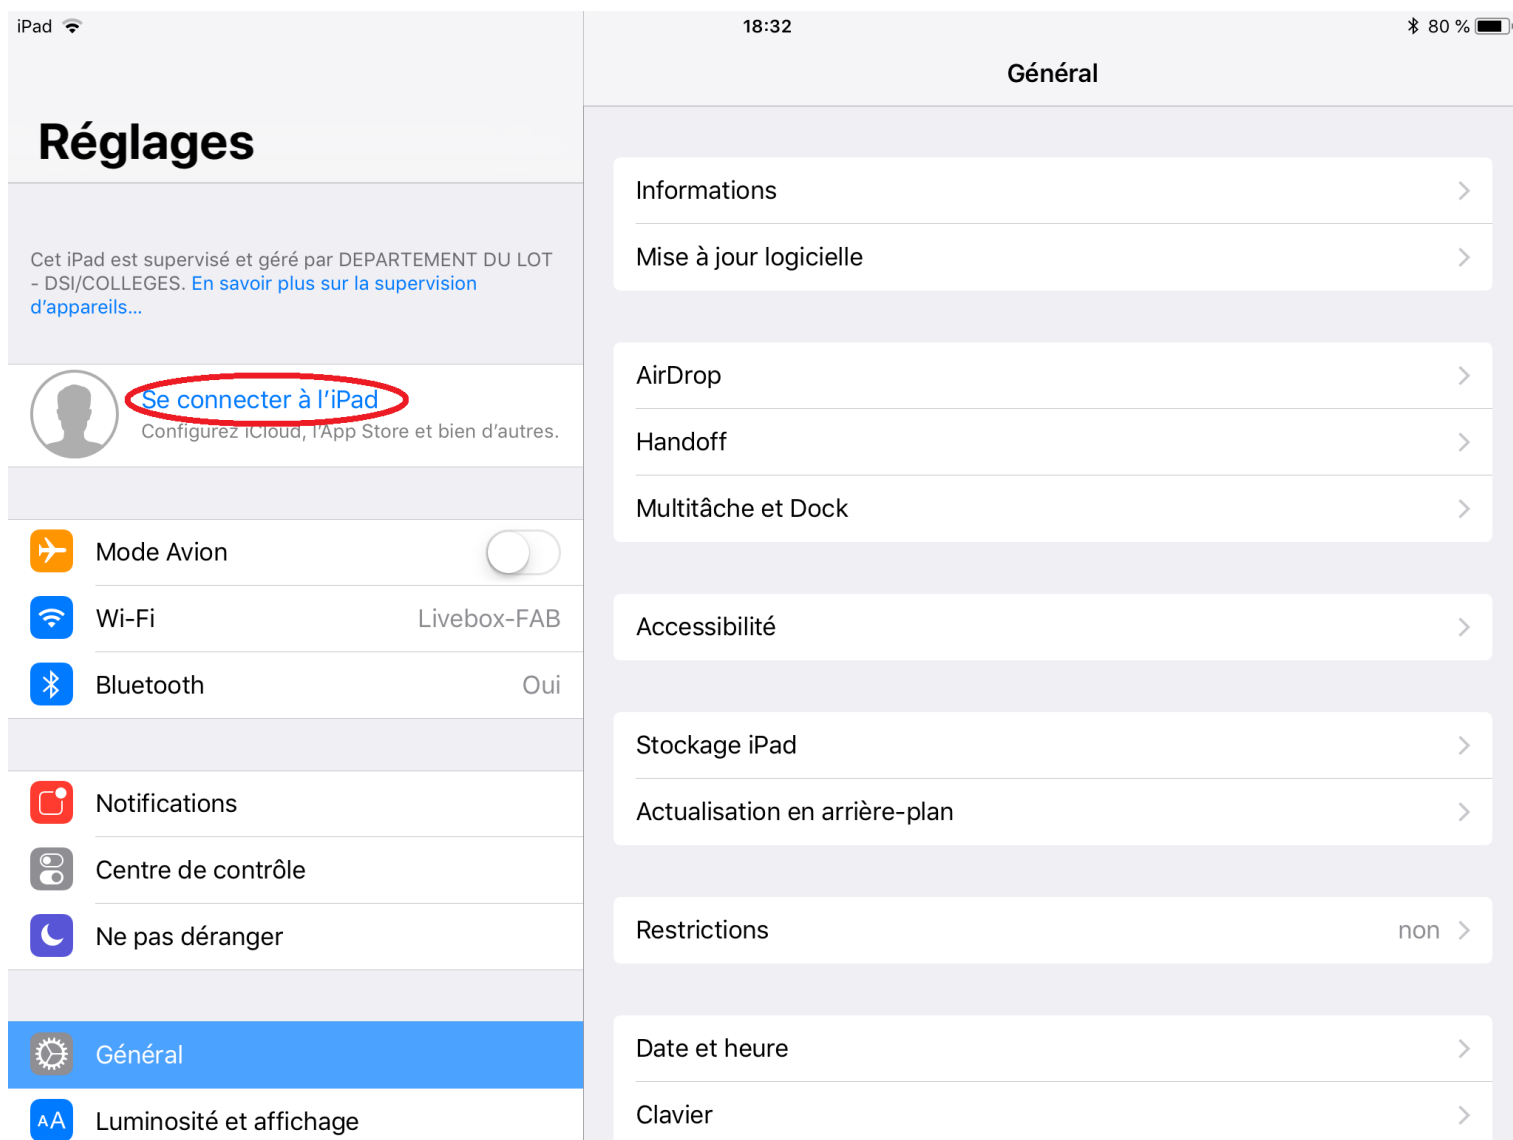 iPad
18:32
80 %
Général
Réglages
Cet iPad est supervisé et géré par DEPARTEMENT DU LOT
- DSI/COLLEGES. En savoir plus sur la supervision
d'appareils...
Se connecter à l'iPad
Configurez iCloud, l'App Store et bien d'autres.
Mode Avion
Wi-Fi Livebox-FAB
Bluetooth Oui
Notifications
Centre de contrôle
Ne pas déranger
Général
AA Luminosité et affichage
Informations
Mise à jour logicielle
AirDrop
Handoff
Multitâche et Dock
Accessibilité
Stockage iPad
Actualisation en arrière-plan
Restrictions non
Date et heure
Clavier